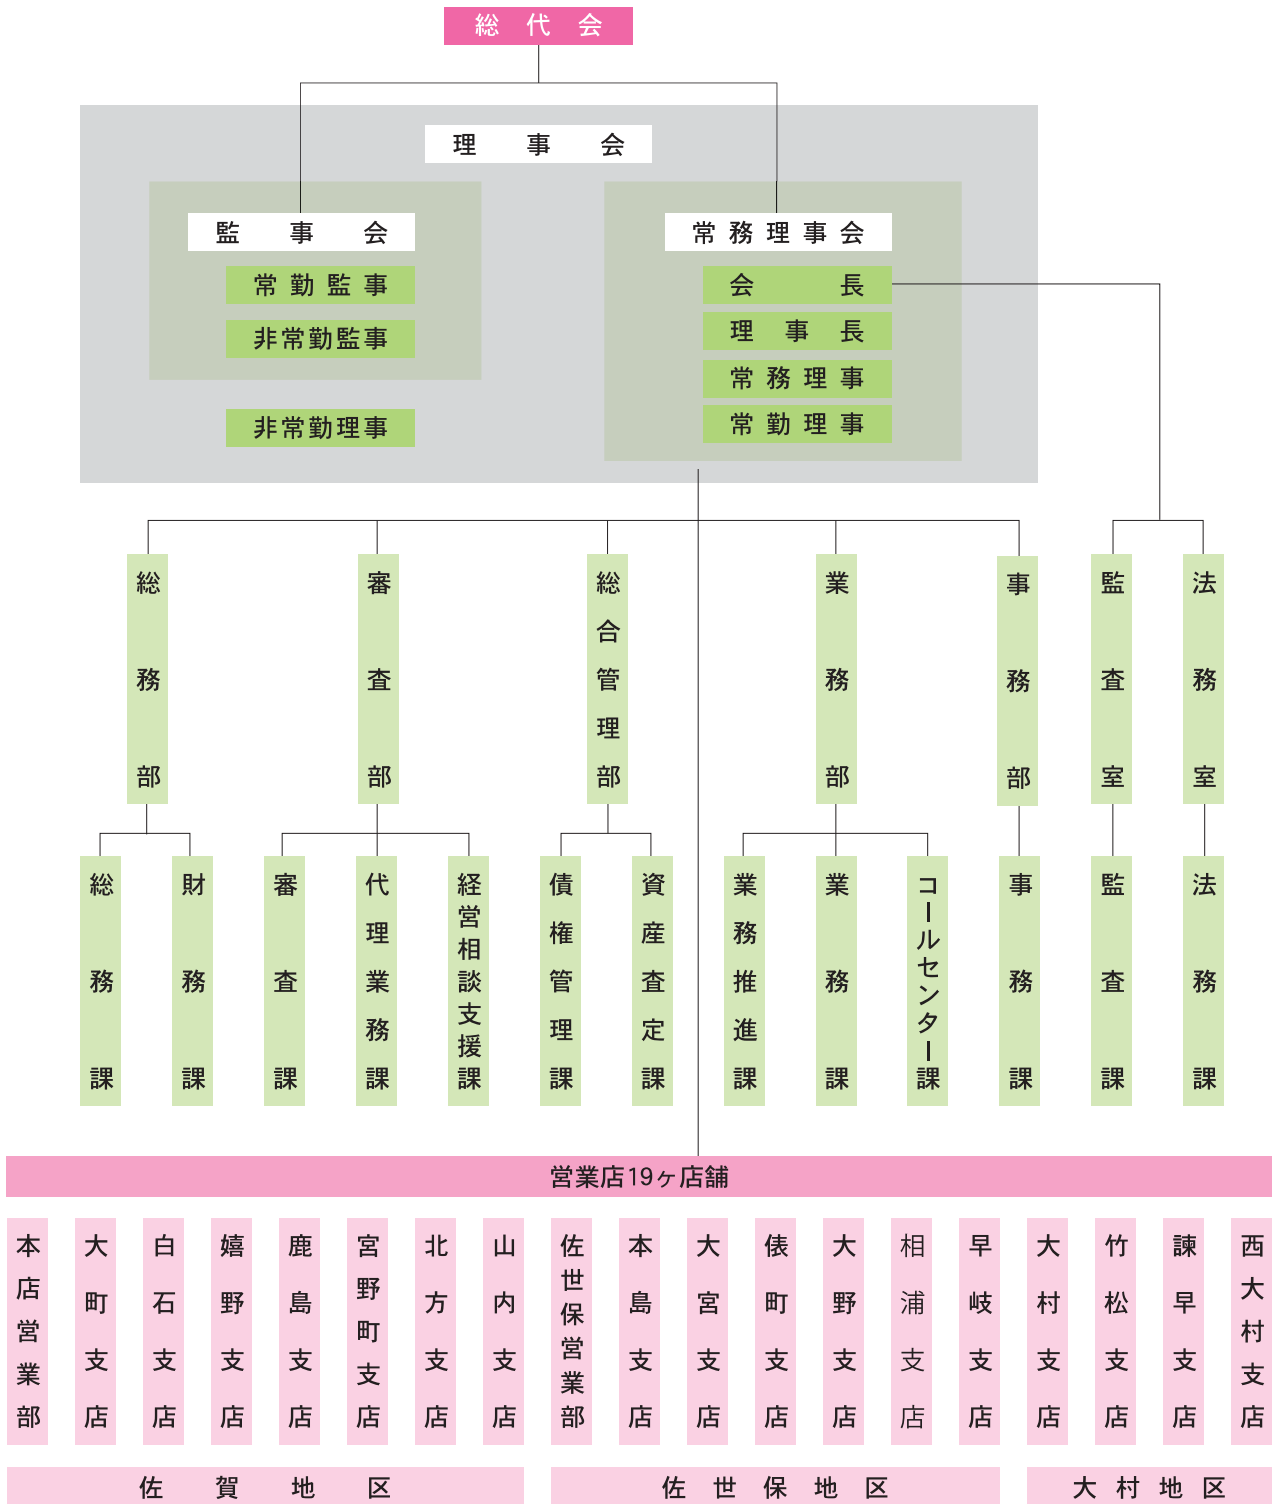 総代会
理事会
監事会
常勤監事
非常勤監事
非常勤理事
常務理事会
会長
理事長
常務理事
常勤理事
総務部
審査部
総合管理部
業務部
事務部
監査室
法務室
総務課
財務課
審査課
代理業務課
経営相談支援課
債権管理課
資産査定課
業務推進課
業務課
コールセンター課
事務課
監査課
法務課
営業店19ヶ店舗
本店営業部
大町支店
白石支店
嬉野支店
鹿島支店
宮野町支店
北方支店
山内支店
佐世保営業部
本島支店
大宮支店
俵町支店
大野支店
相浦支店
早岐支店
大村支店
竹松支店
諫早支店
西大村支店
佐賀地区
佐世保地区
大村地区